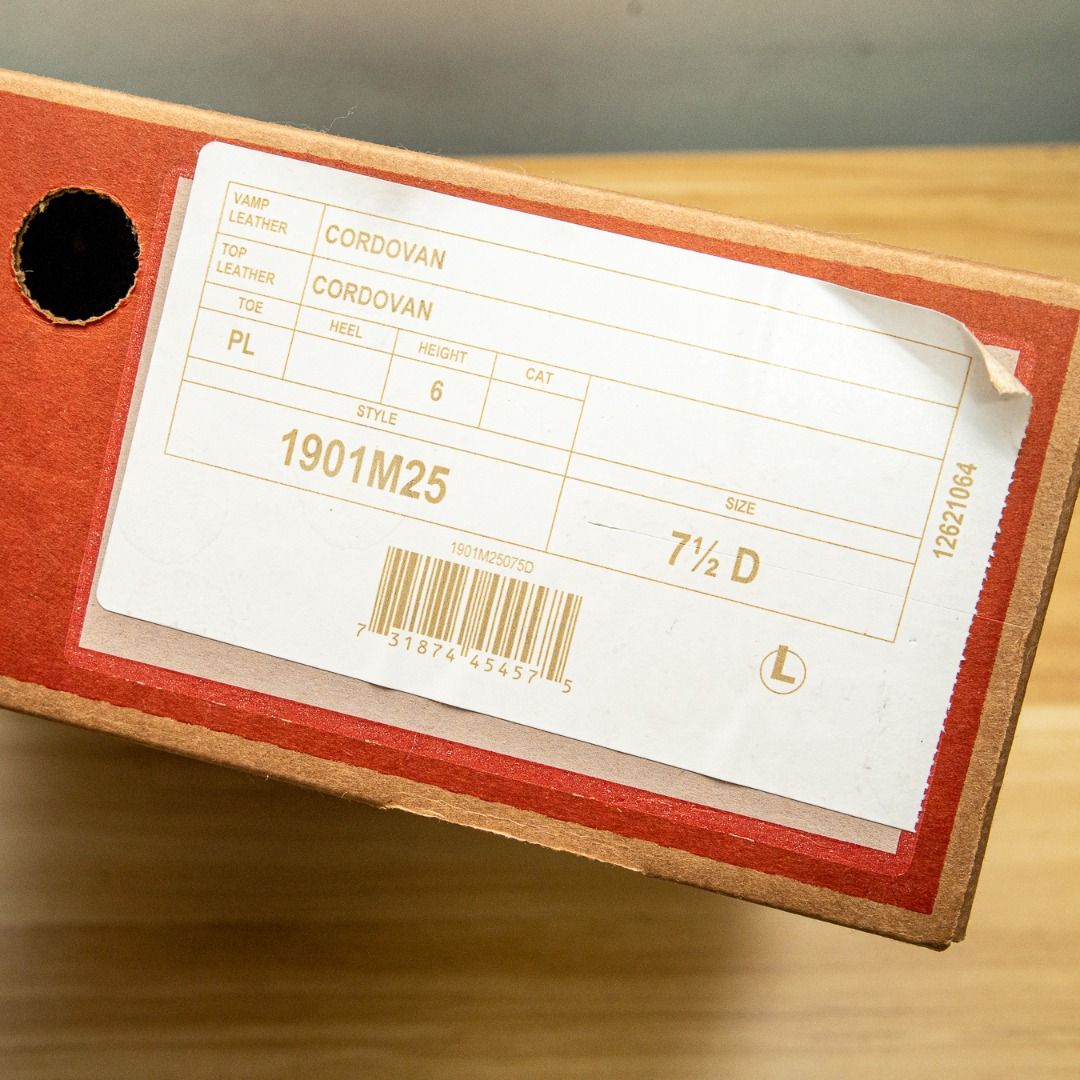 VAMP
LEATHER
CORDOVAN
TOP
LEATHER
CORDOVAN
TOE
HEEL
HEIGHT
CAT
PL
6
STYLE
1901M25
SIZE
7½ D
12621064
1901M25075D
7 31874 45457 5
L